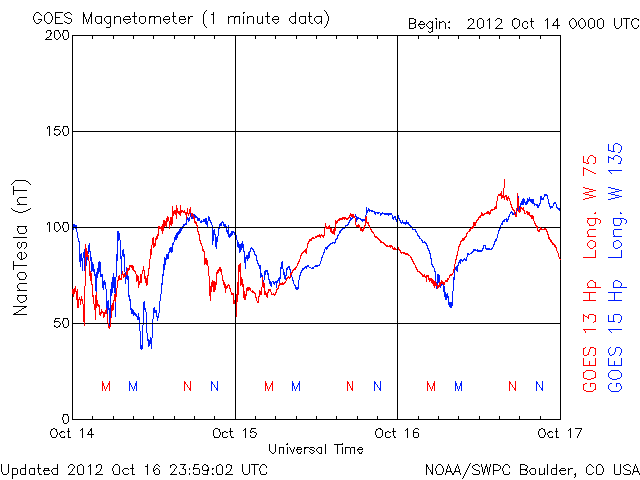 GOES Magnetometer (1 minute data)
Begin: 2012 Oct 14 0000 UTC
200
150
100
50
0
NanoTesla (nT)
M M N N M M N N M M N N
Oct 14 Oct 15 Oct 16 Oct 17
Universal Time
GOES 13 Hp Long. W 75
GOES 15 Hp Long. W 135
Updated 2012 Oct 16 23:59:02 UTC
NOAA/SWPC Boulder, CO USA